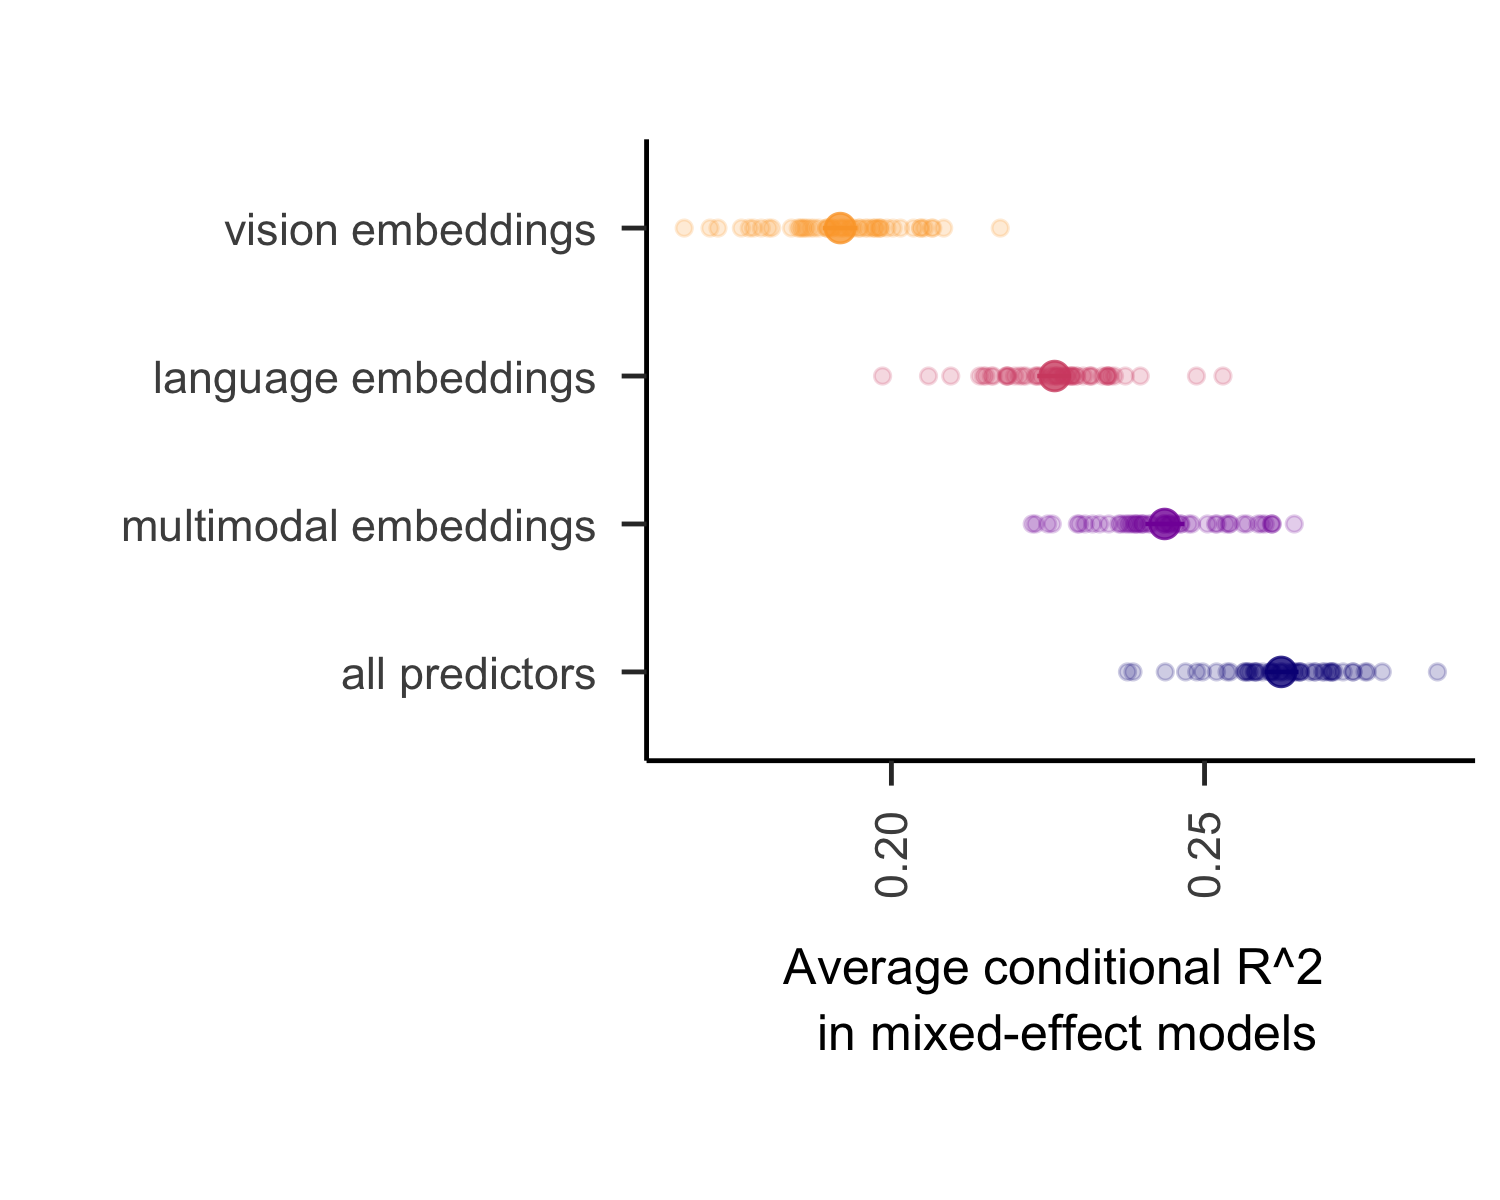 vision embeddings
language embeddings
multimodal embeddings
all predictors
0.20
0.25
Average conditional R^2
in mixed-effect models